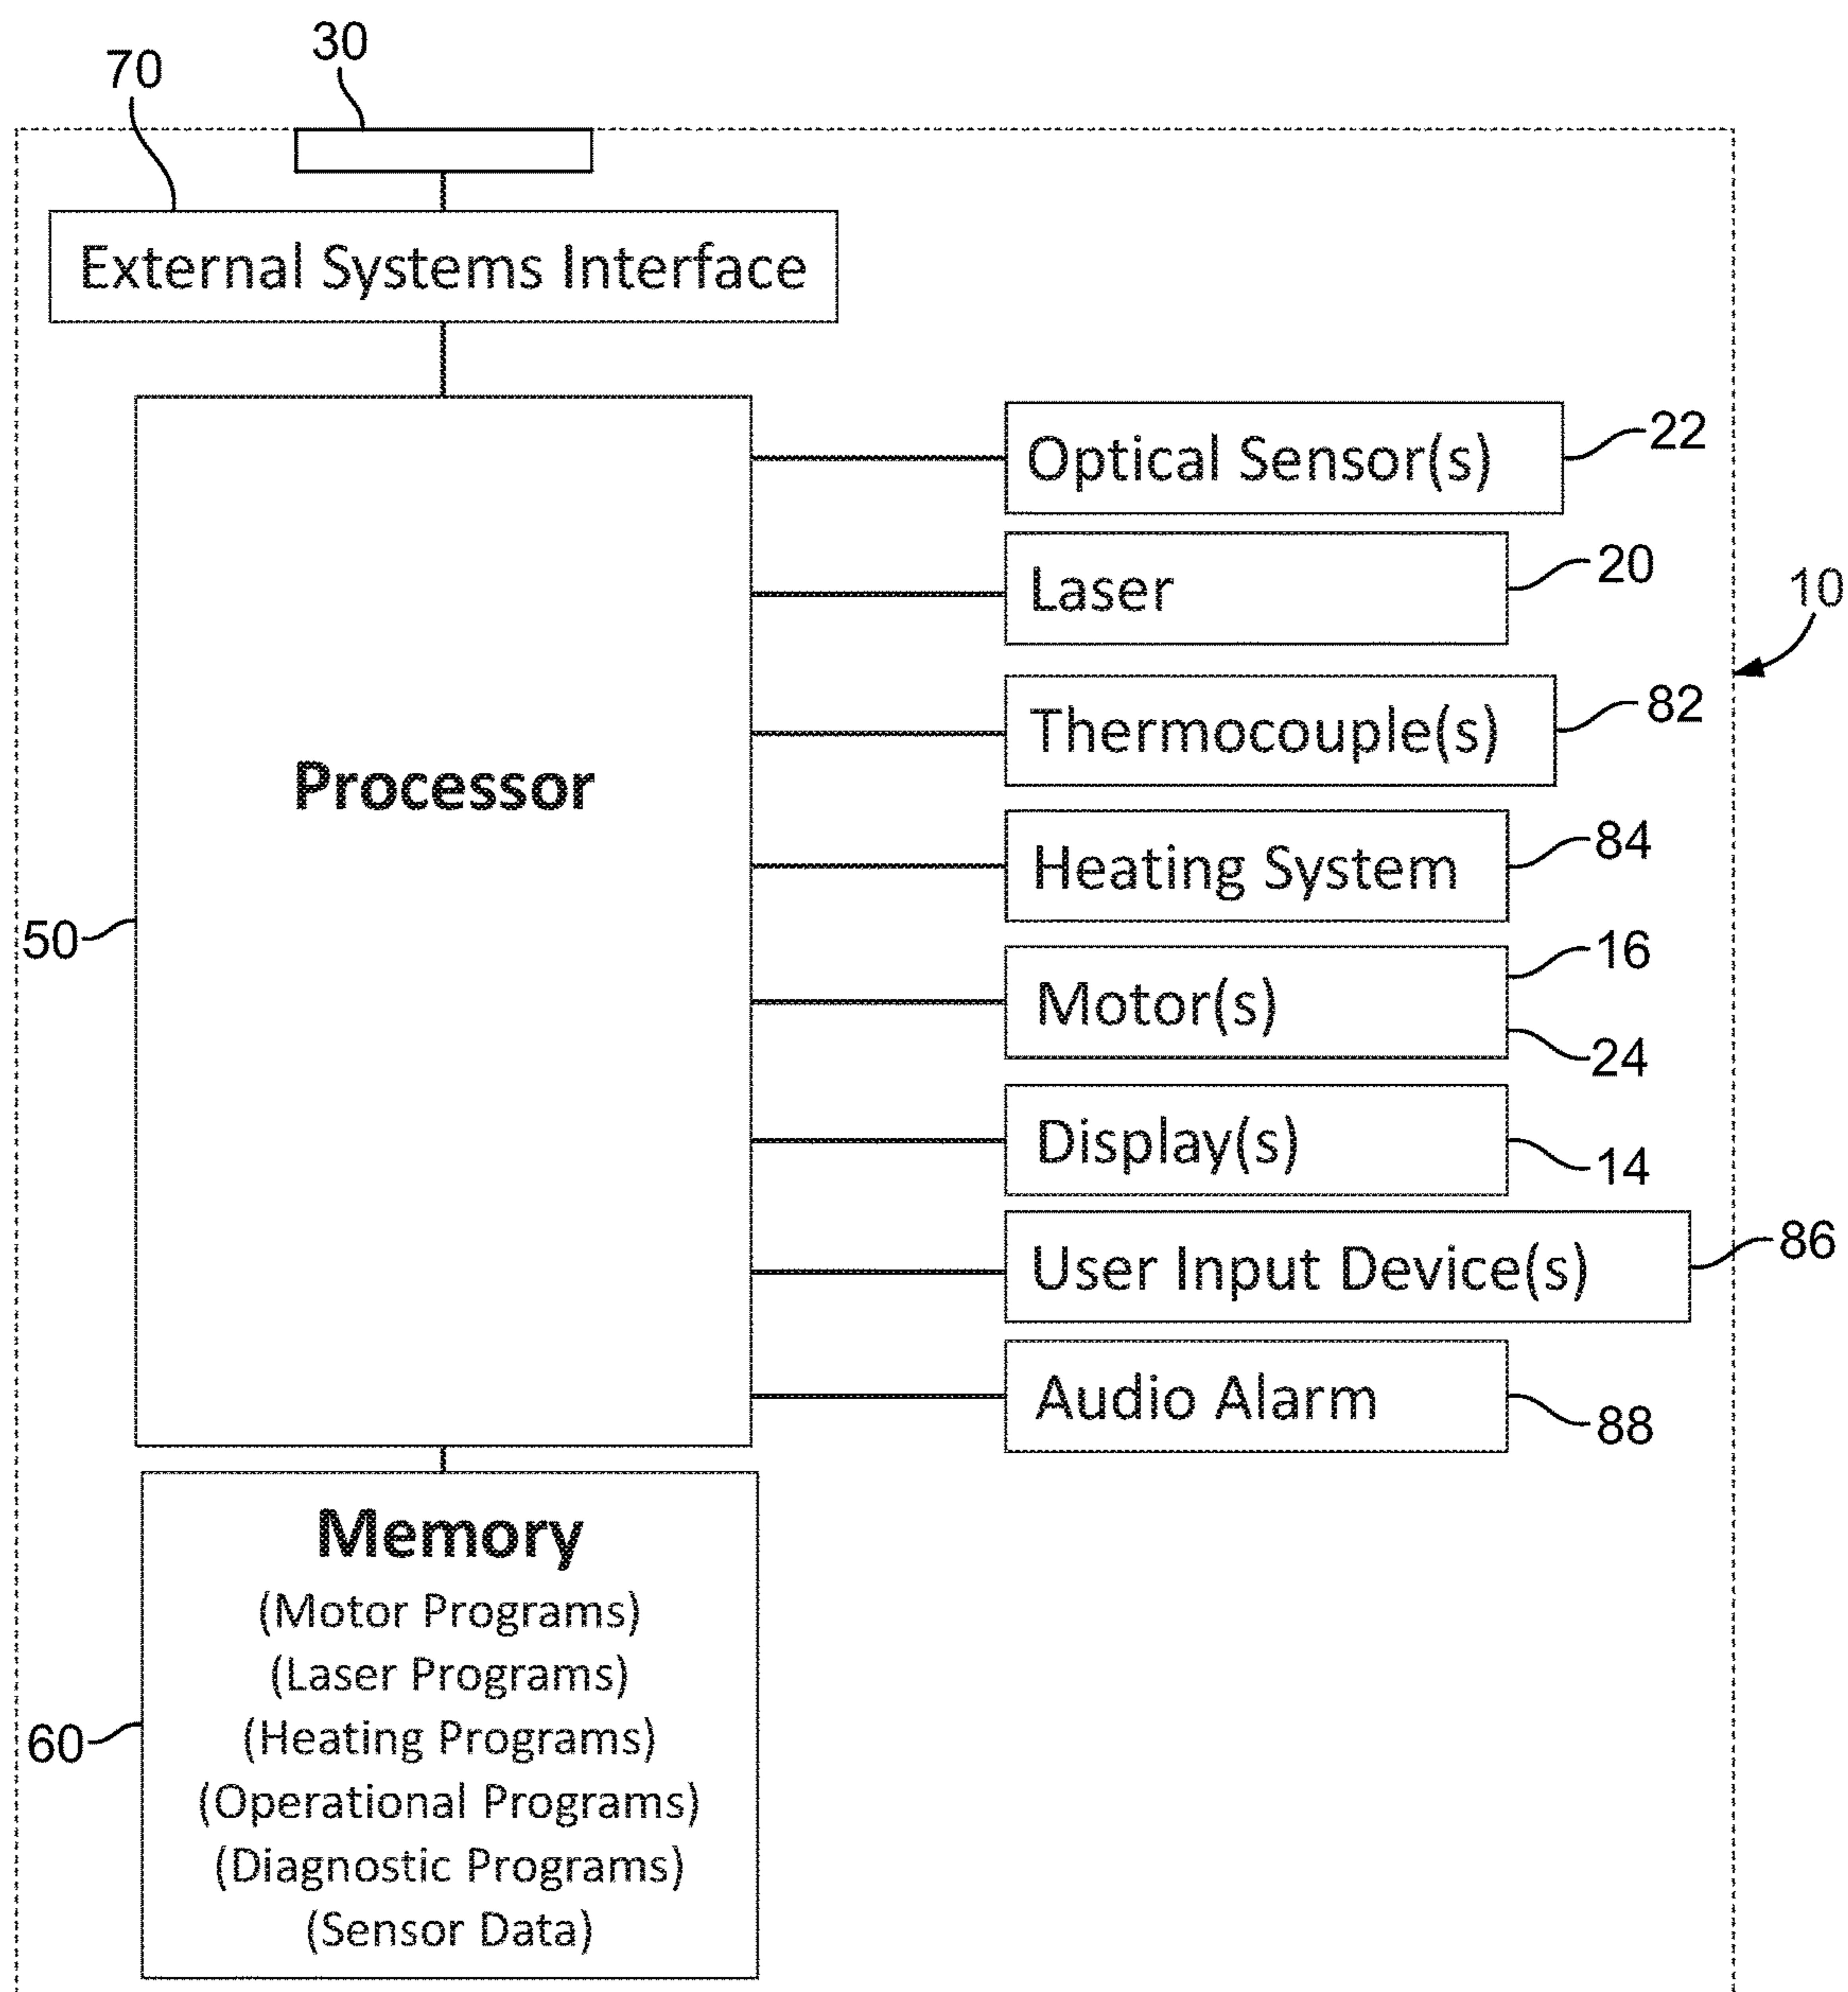 30
70
External Systems Interface
Optical Sensor(s)
22
Laser
20
10
Thermocouple(s)
82
Processor
Heating System
84
50
Motor(s)
16
24
Display(s)
14
User Input Device(s)
86
Audio Alarm
88
Memory
(Motor Programs)
(Laser Programs)
(Heating Programs)
60
(Operational Programs)
(Diagnostic Programs)
(Sensor Data)